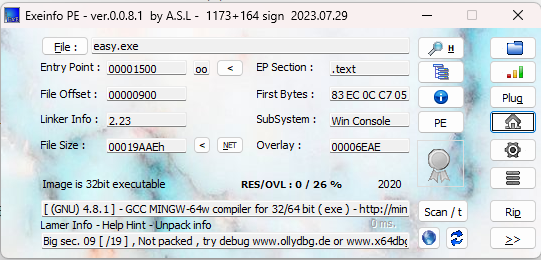 Exeinfo PE - ver.0.0.8.1 by A.S.L - 1173+164 sign 2023.07.29
File : easy.exe H
Entry Point : 00001500 oo < EP Section : .text
File Offset : 00000900 First Bytes : 83 EC 0C C7 05 Plug
Linker Info : 2.23 SubSystem : Win Console PE
File Size : 00019AAEh < NET Overlay : 00006EAE
Image is 32bit executable RES/OVL : 0 / 26 % 2020
[ (GNU) 4.8.1 ] - GCC MINGW-64w compiler for 32/64 bit ( exe ) - http://min Scan / t Rip
Lamer Info - Help Hint - Unpack info 0 ms.
Big sec. 09 [ /19 ] , Not packed , try debug www.ollydbg.de or www.x64dbg >>